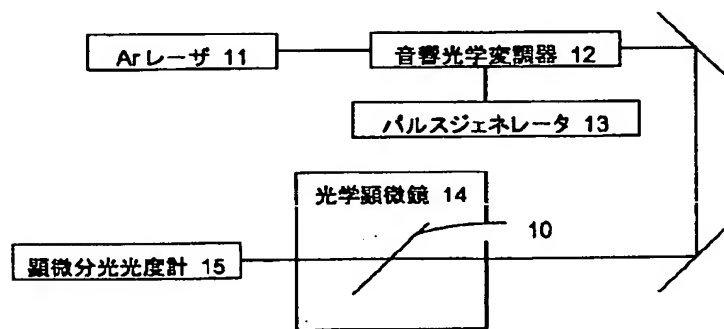 Arレーザ 11
音響光学変調器 12
パルスジェネレータ 13
光学顕微鏡 14
10
顕微分光光度計 15